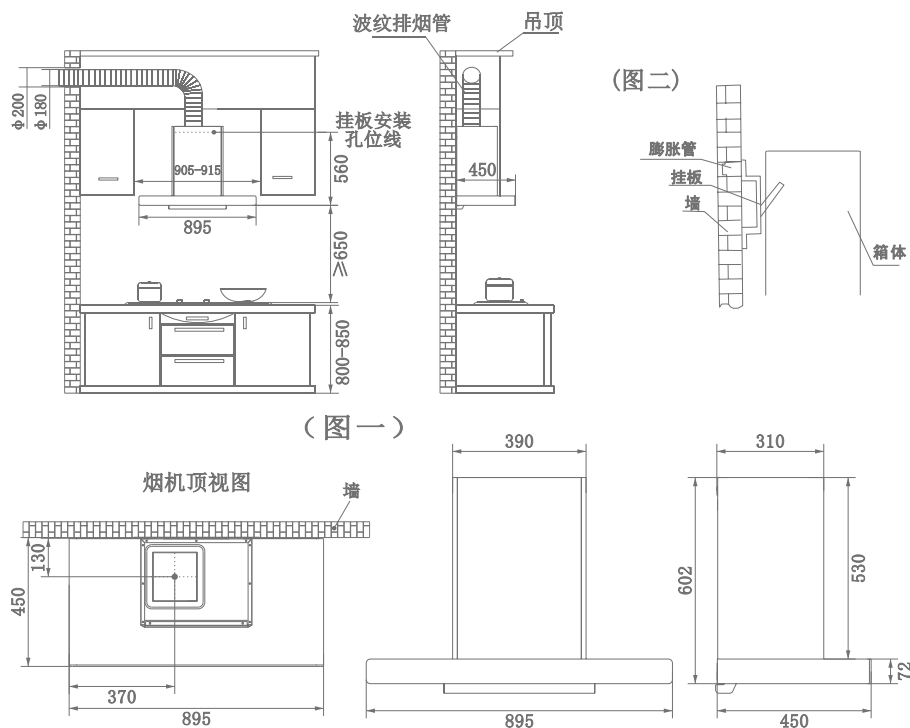 波纹排烟管
吊顶
Φ200
Φ180
挂板安装
孔位线
905-915
560
895
≥650
800-850
450
(图二)
膨胀管
挂板
墙
箱体
(图一)
烟机顶视图
墙
130
450
370
895
390
895
310
602
530
72
450